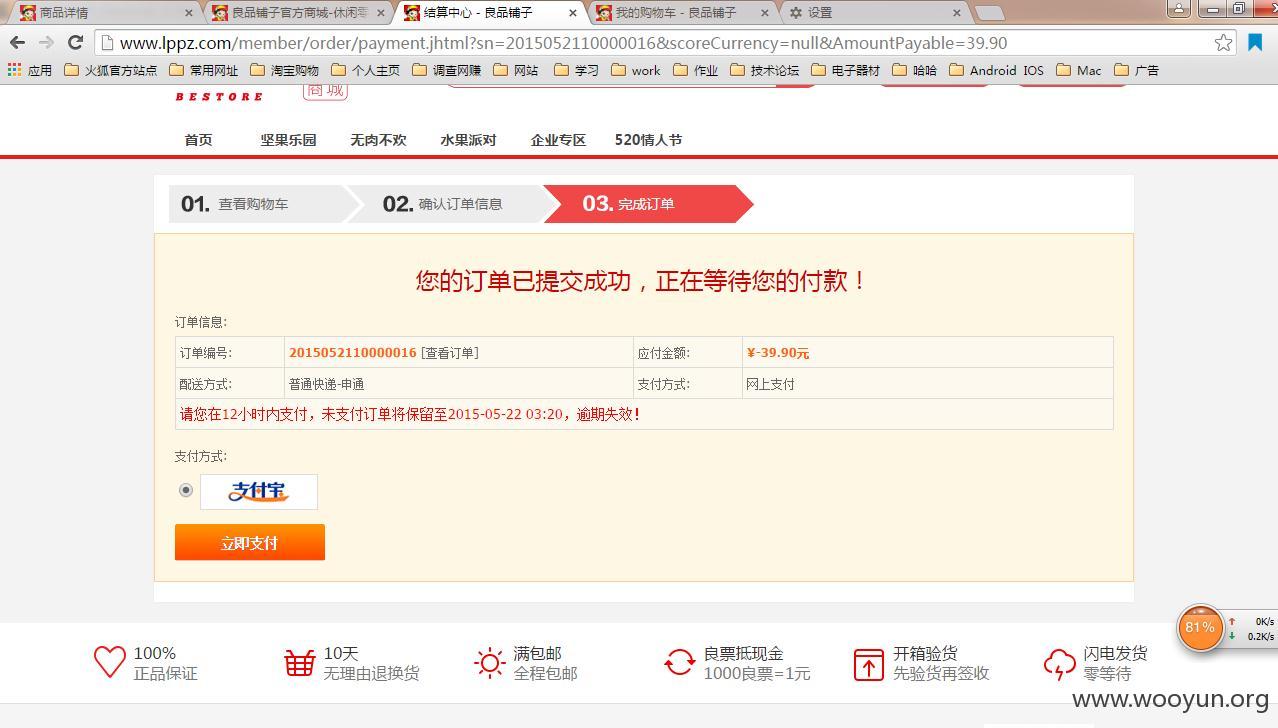 商品详情
良品铺子官方商城-休闲零
结算中心 - 良品铺子
我的购物车 - 良品铺子
设置
www.lppz.com/member/order/payment.jhtml?sn=2015052110000016&scoreCurrency=null&AmountPayable=39.90
应用 火狐官方站点 常用网址 淘宝购物 个人主页 调查网赚 网站 学习 work 作业 技术论坛 电子器材 哈哈 Android IOS Mac 广告
BESTORE 商城
首页 坚果乐园 无肉不欢 水果派对 企业专区 520情人节
01. 查看购物车 02. 确认订单信息 03. 完成订单
您的订单已提交成功，正在等待您的付款！
订单信息:
订单编号: 2015052110000016 [查看订单] 应付金额: ¥-39.90元
配送方式: 普通快递-申通 支付方式: 网上支付
请您在12小时内支付，未支付订单将保留至2015-05-22 03:20，逾期失效！
支付方式:
支付宝
立即支付
81% 0K/s
0.2K/s
100% 10天 满包邮 良票抵现金 开箱验货 闪电发货
正品保证 无理由退换货 全程包邮 1000良票=1元 先验货再签收 零等待
www.wooyun.org